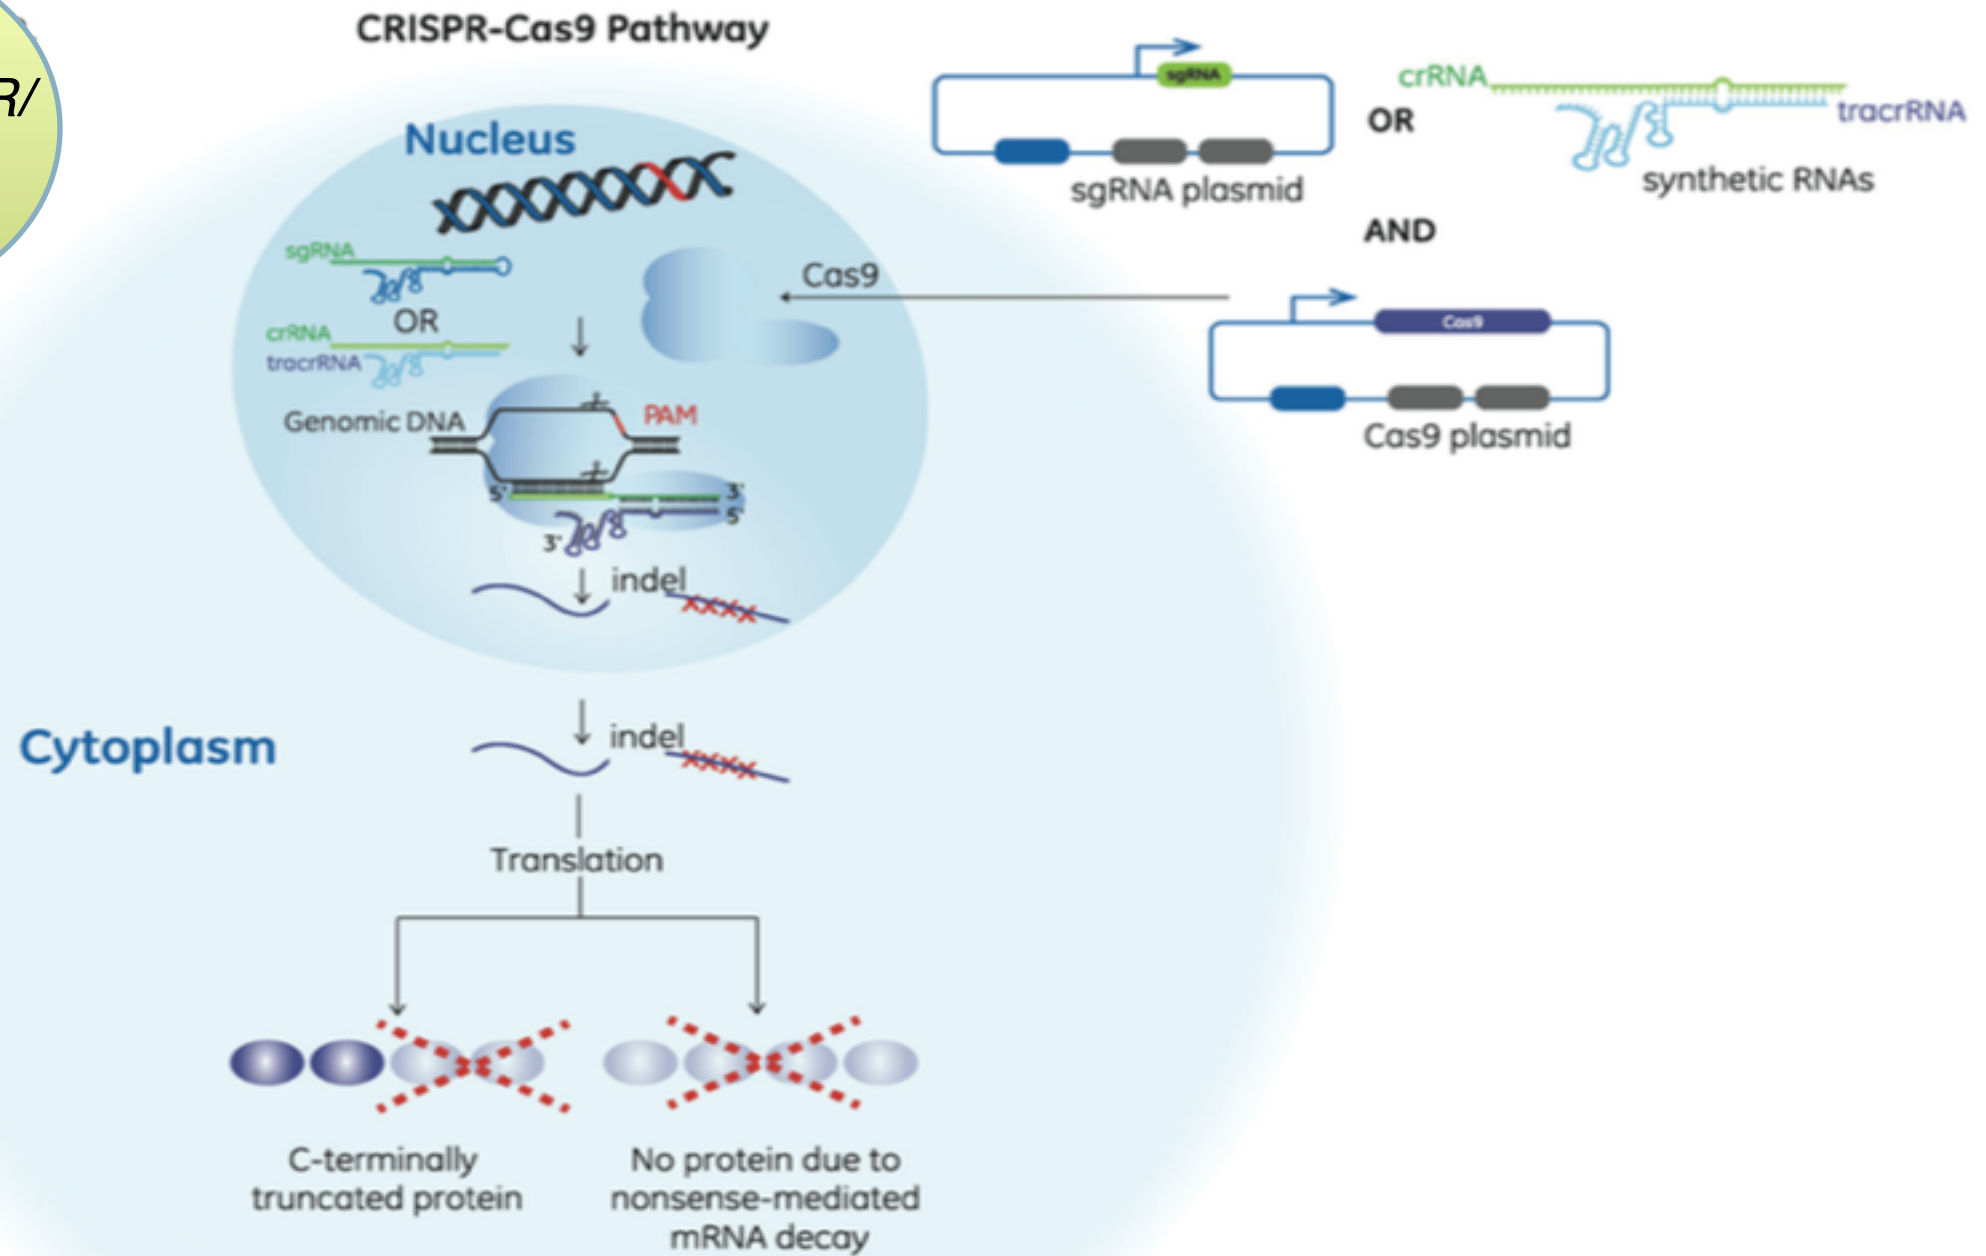 R/
CRISPR-Cas9 Pathway
Nucleus
sgRNA
OR
crRNA
tracrRNA
Genomic DNA
PAM
5'
3'
5'
3'
indel
Cas9
sgRNA
sgRNA plasmid
OR
crRNA
tracrRNA
synthetic RNAs
AND
Cas9
Cas9 plasmid
Cytoplasm
indel
Translation
C-terminally
truncated protein
No protein due to
nonsense-mediated
mRNA decay